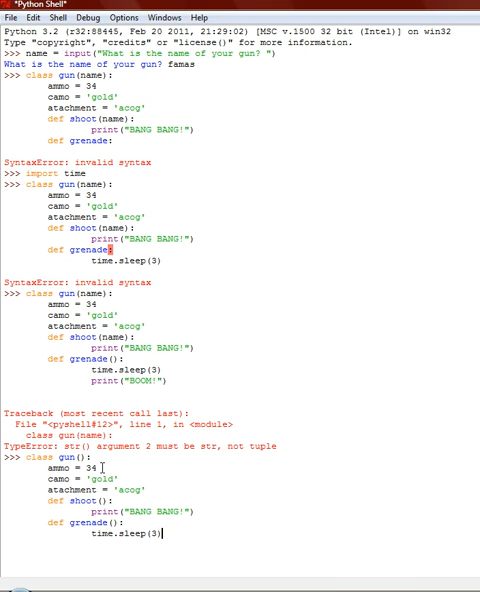 *Python Shell*
File Edit Shell Debug Options Windows Help
Python 3.2 (r32:88445, Feb 20 2011, 21:29:02) [MSC v.1500 32 bit (Intel)] on win32
Type "copyright", "credits" or "license()" for more information.
>>> name = input("What is the name of your gun? ")
What is the name of your gun? famas
>>> class gun(name):
ammo = 34
camo = 'gold'
atachment = 'acog'
def shoot(name):
print("BANG BANG!")
def grenade:
SyntaxError: invalid syntax
>>> import time
>>> class gun(name):
ammo = 34
camo = 'gold'
atachment = 'acog'
def shoot(name):
print("BANG BANG!")
def grenade:
time.sleep(3)
SyntaxError: invalid syntax
>>> class gun(name):
ammo = 34
camo = 'gold'
atachment = 'acog'
def shoot(name):
print("BANG BANG!")
def grenade():
time.sleep(3)
print("BOOM!")
Traceback (most recent call last):
File "<pyshell#12>", line 1, in <module>
class gun(name):
TypeError: str() argument 2 must be str, not tuple
>>> class gun():
ammo = 34
camo = 'gold'
atachment = 'acog'
def shoot():
print("BANG BANG!")
def grenade():
time.sleep(3)